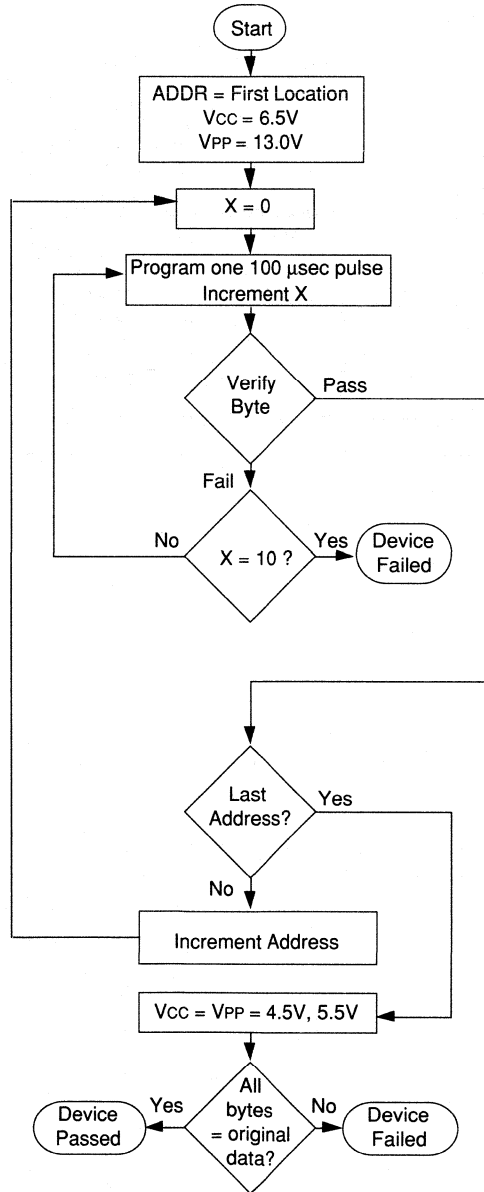 Start
ADDR = First Location
VCC = 6.5V
VPP = 13.0V
X = 0
Program one 100 µsec pulse
Increment X
Verify
Byte
Pass
Fail
No
X = 10 ?
Yes
Device
Failed
Last
Address?
Yes
No
Increment Address
VCC = VPP = 4.5V, 5.5V
All
bytes
= original
data?
Yes
Device
Passed
No
Device
Failed